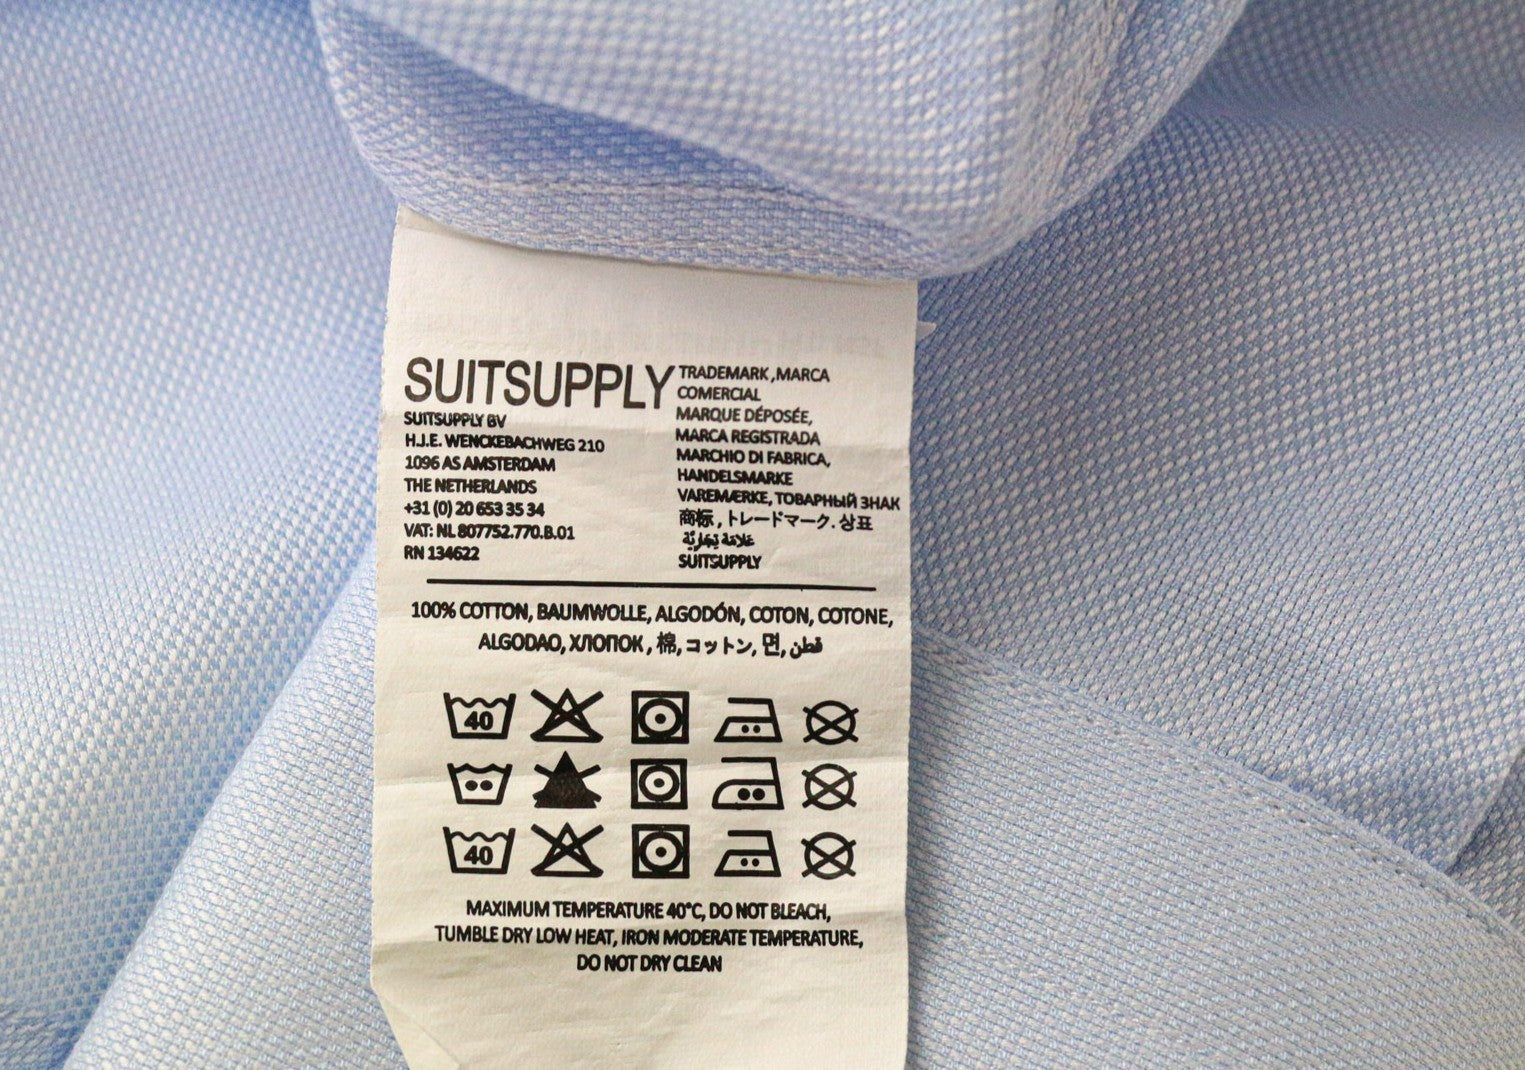 SUITSUPPLY
SUITSUPPLY BV
H.J.E. WENCKEBACHWEG 210
1096 AS AMSTERDAM
THE NETHERLANDS
+31 (0) 20 653 35 34
VAT: NL 807752.770.B.01
RN 134622
TRADEMARK ,MARCA
COMERCIAL
MARQUE DÉPOSÉE,
MARCA REGISTRADA
MARCHIO DI FABRICA,
HANDELSMARKE
VAREMÆRKE, ТОВАРНЫЙ ЗНАК
商标 , トレードマーク. 상표
علامة تجارية
SUITSUPPLY
100% COTTON, BAUMWOLLE, ALGODÓN, COTON, COTONE,
ALGODAO, ХЛОПОК , 棉, コットン, 면, قطن
40
40
MAXIMUM TEMPERATURE 40°C, DO NOT BLEACH,
TUMBLE DRY LOW HEAT, IRON MODERATE TEMPERATURE,
DO NOT DRY CLEAN